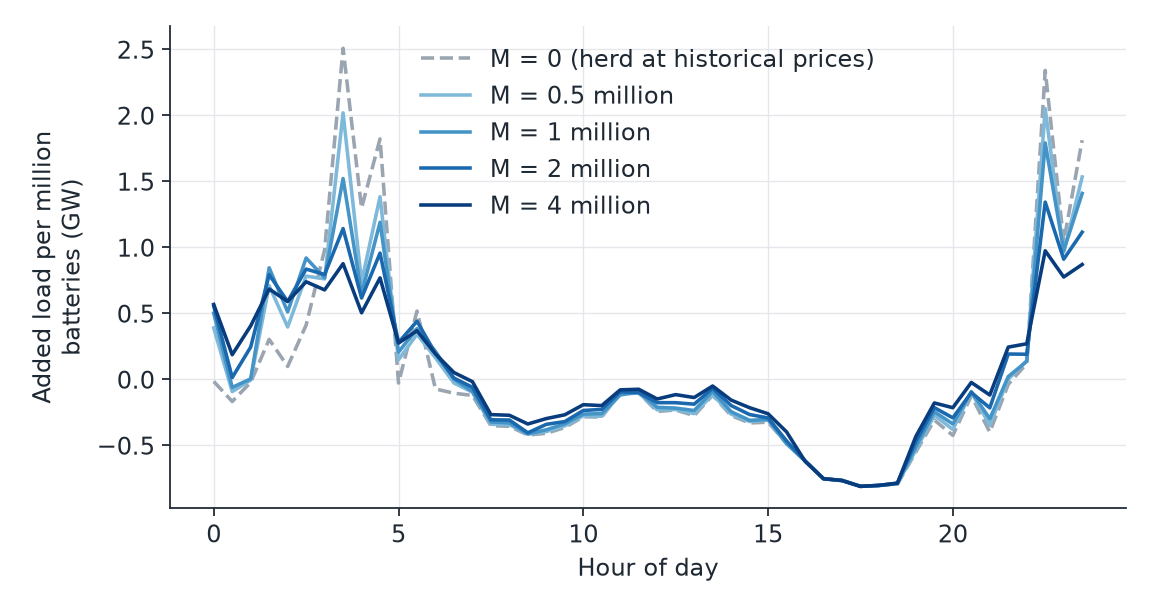 2.5
2.0
1.5
1.0
0.5
0.0
−0.5
Added load per million
batteries (GW)
M = 0 (herd at historical prices)
M = 0.5 million
M = 1 million
M = 2 million
M = 4 million
0 5 10 15 20
Hour of day